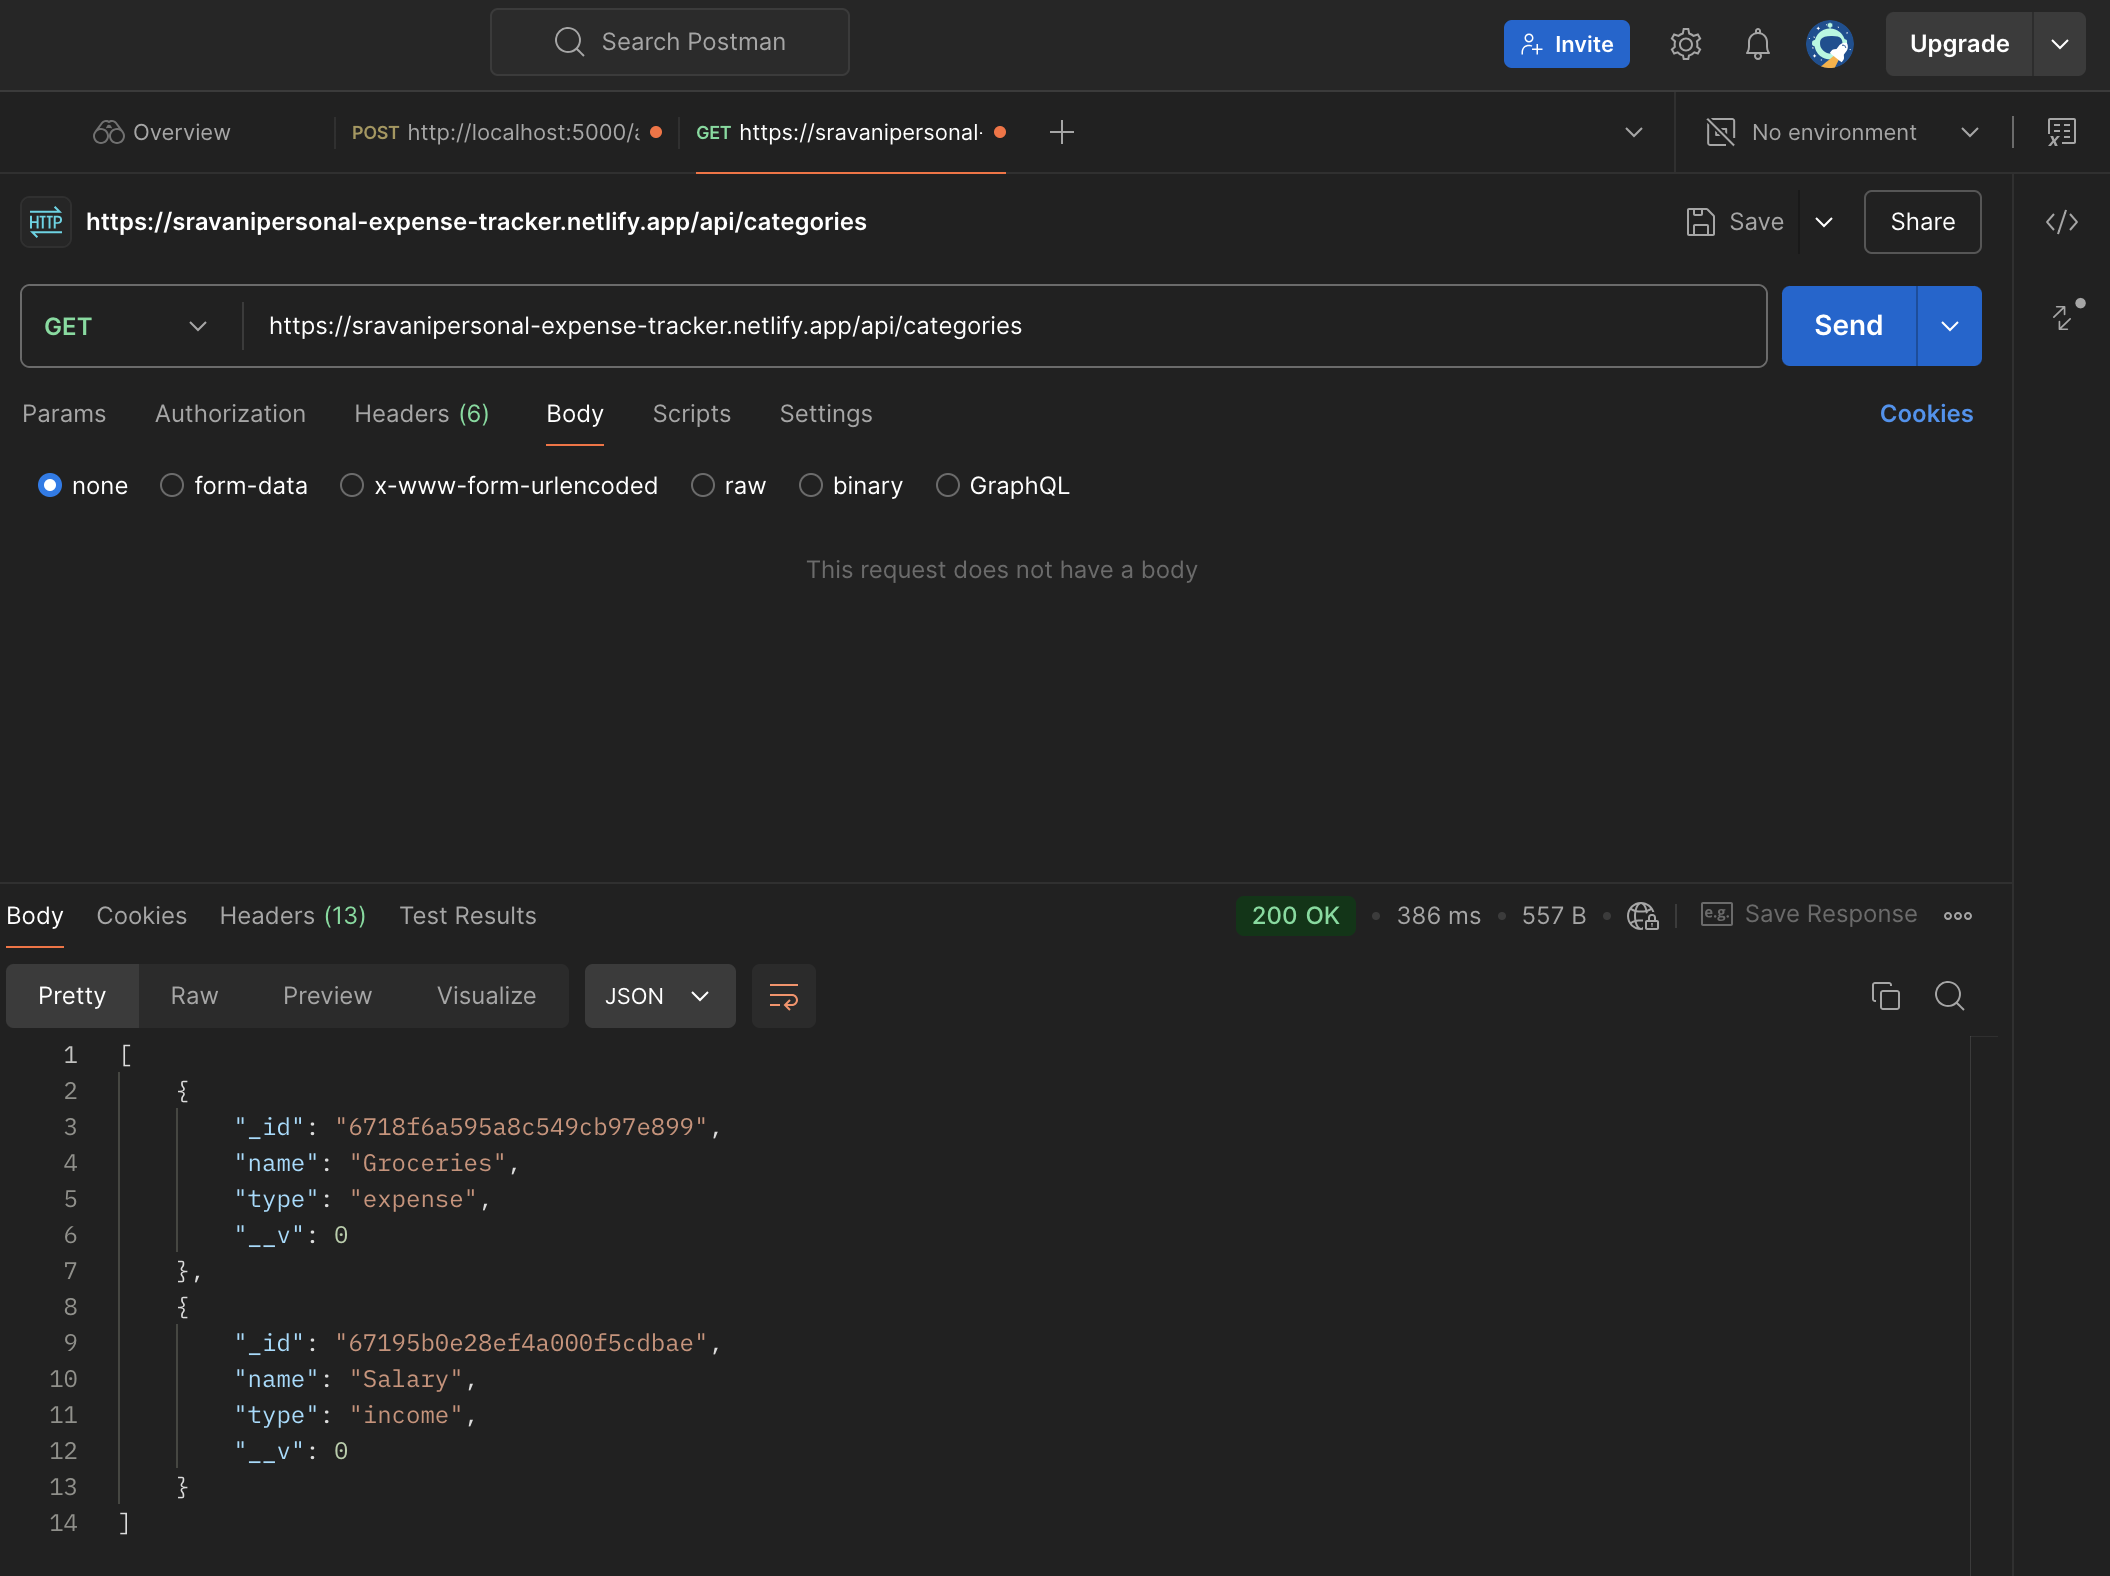 Search Postman
Invite
Upgrade
Overview
POST http://localhost:5000/
GET https://sravanipersonal-
No environment
HTTP
https://sravanipersonal-expense-tracker.netlify.app/api/categories
Save
Share
GET
https://sravanipersonal-expense-tracker.netlify.app/api/categories
Send
Params Authorization Headers (6) Body Scripts Settings
Cookies
none form-data x-www-form-urlencoded raw binary GraphQL
This request does not have a body
Body Cookies Headers (13) Test Results
200 OK • 386 ms • 557 B •
e.g. Save Response
Pretty Raw Preview Visualize
JSON
1 [
2 {
3 "_id": "6718f6a595a8c549cb97e899",
4 "name": "Groceries",
5 "type": "expense",
6 "__v": 0
7 },
8 {
9 "_id": "67195b0e28ef4a000f5cdbae",
10 "name": "Salary",
11 "type": "income",
12 "__v": 0
13 }
14 ]